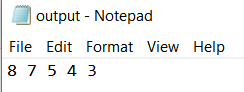 output - Notepad
File Edit Format View Help
8 7 5 4 3